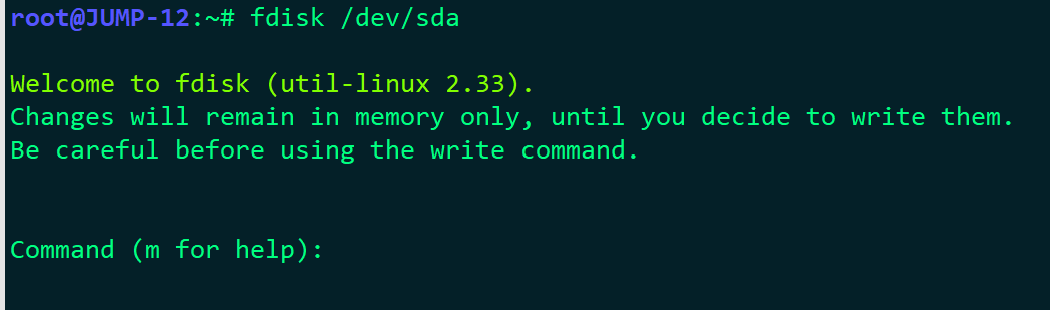 root@JUMP-12:~# fdisk /dev/sda
Welcome to fdisk (util-linux 2.33).
Changes will remain in memory only, until you decide to write them.
Be careful before using the write command.
Command (m for help):